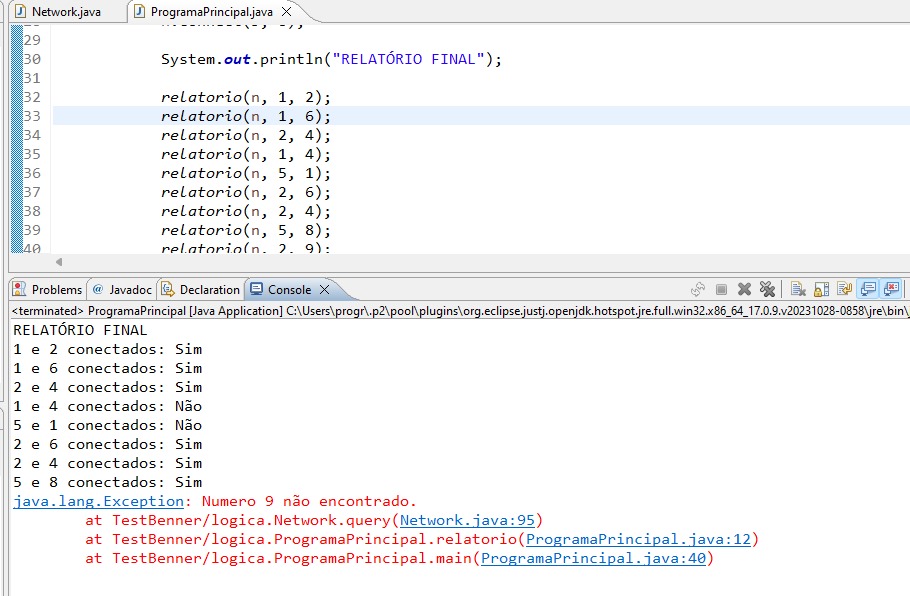 Network.java ProgramaPrincipal.java
29
30 System.out.println("RELATÓRIO FINAL");
31
32 relatorio(n, 1, 2);
33 relatorio(n, 1, 6);
34 relatorio(n, 2, 4);
35 relatorio(n, 1, 4);
36 relatorio(n, 5, 1);
37 relatorio(n, 2, 6);
38 relatorio(n, 2, 4);
39 relatorio(n, 5, 8);
40 relatorio(n, 2, 9);
Problems @ Javadoc Declaration Console
<terminated> ProgramaPrincipal [Java Application] C:\Users\progr\.p2\pool\plugins\org.eclipse.justj.openjdk.hotspot.jre.full.win32.x86_64_17.0.9.v20231028-0858\jre\bin\
RELATÓRIO FINAL
1 e 2 conectados: Sim
1 e 6 conectados: Sim
2 e 4 conectados: Sim
1 e 4 conectados: Não
5 e 1 conectados: Não
2 e 6 conectados: Sim
2 e 4 conectados: Sim
5 e 8 conectados: Sim
java.lang.Exception: Numero 9 não encontrado.
at TestBenner/logica.Network.query(Network.java:95)
at TestBenner/logica.ProgramaPrincipal.relatorio(ProgramaPrincipal.java:12)
at TestBenner/logica.ProgramaPrincipal.main(ProgramaPrincipal.java:40)